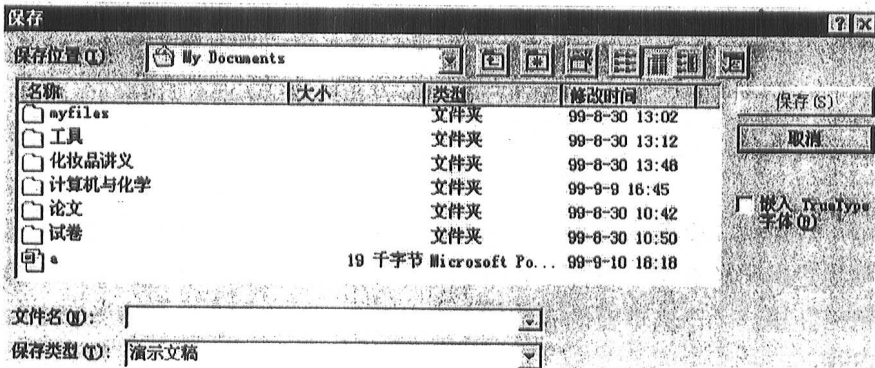 保存
保存位置(I): My Documents
名称 大小 类型 修改时间 保存(S)
myfiles 文件夹 99-8-30 13:02
工具 文件夹 99-8-30 13:12 取消
化妆品讲义 文件夹 99-8-30 13:48
计算机与化学 文件夹 99-9-9 16:45
论文 文件夹 99-8-30 10:42 嵌入 TrueType
字体(B)
试卷 文件夹 99-8-30 10:50
a 19 千字节 Microsoft Po... 99-9-10 18:18
文件名(N):
保存类型(T): 演示文稿